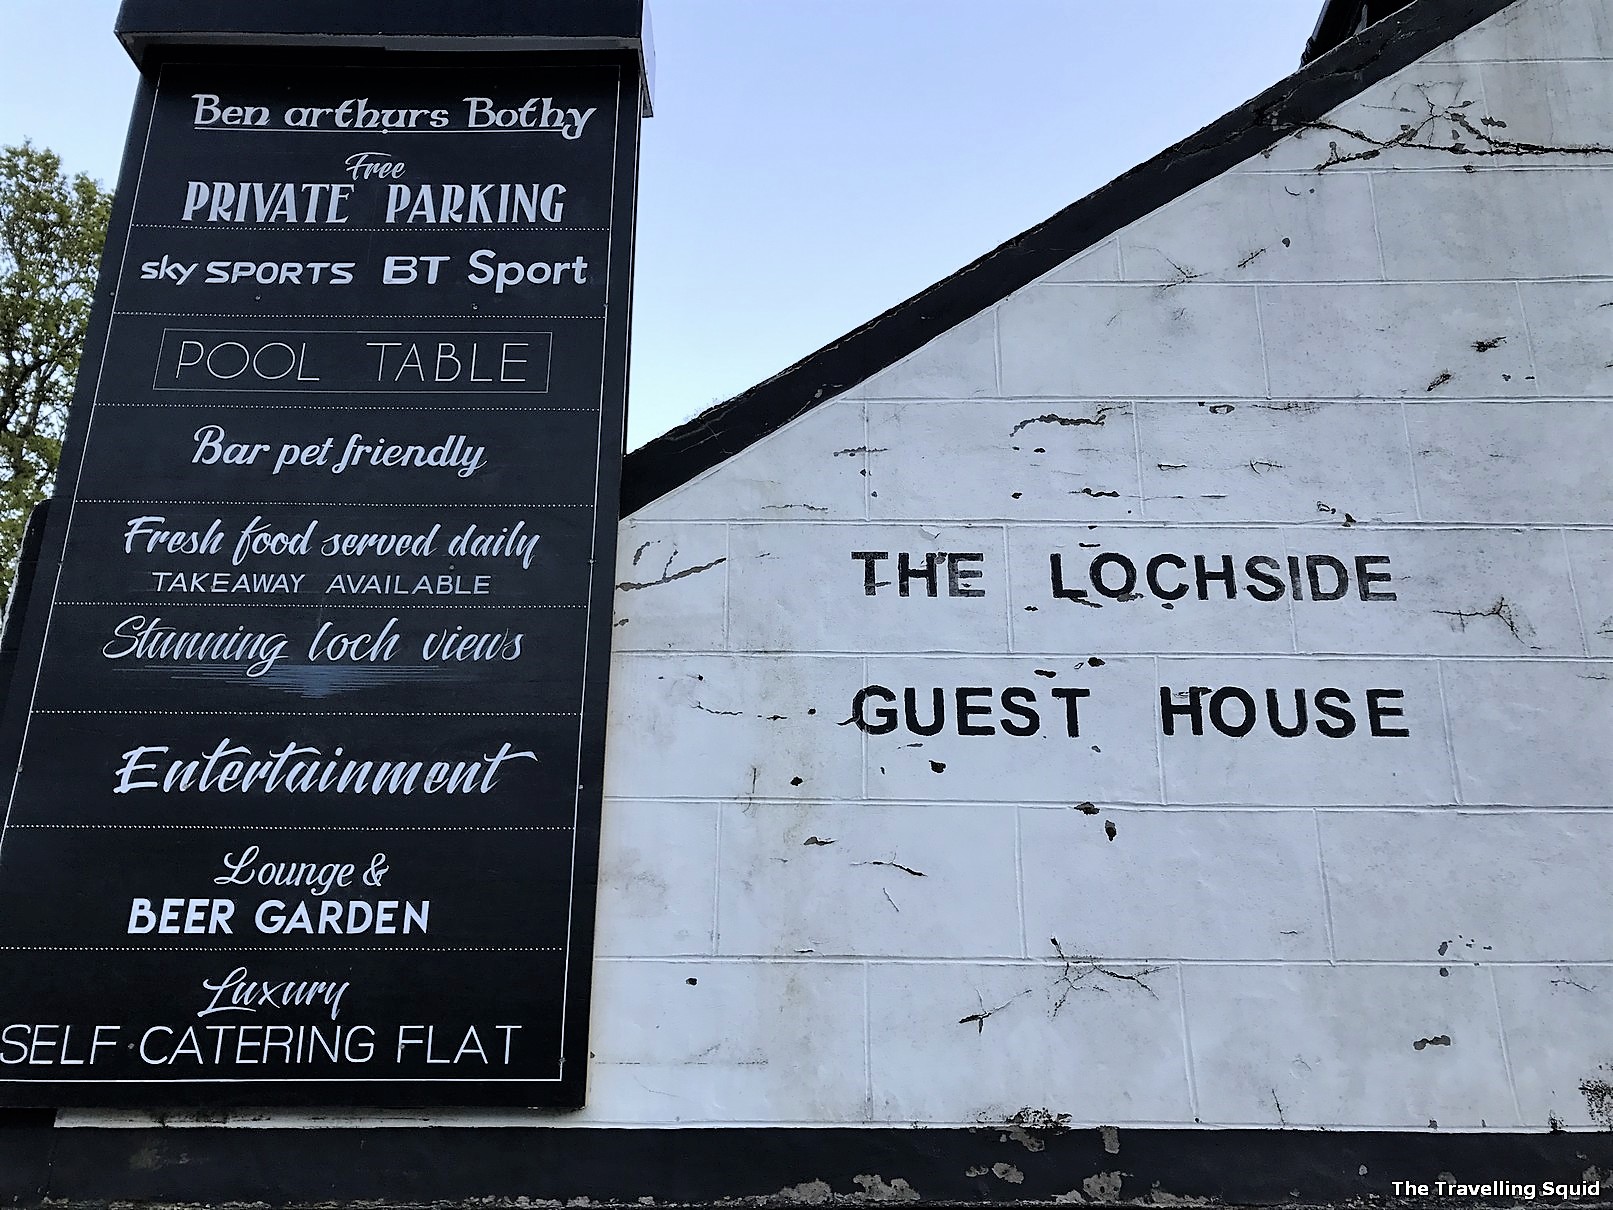 Ben arthurs Bothy
Free
PRIVATE PARKING
sky SPORTS BT Sport
POOL TABLE
Bar pet friendly
Fresh food served daily
TAKEAWAY AVAILABLE
Stunning loch views
Entertainment
Lounge &
BEER GARDEN
Luxury
SELF CATERING FLAT
THE LOCHSIDE
GUEST HOUSE
The Travelling Squid